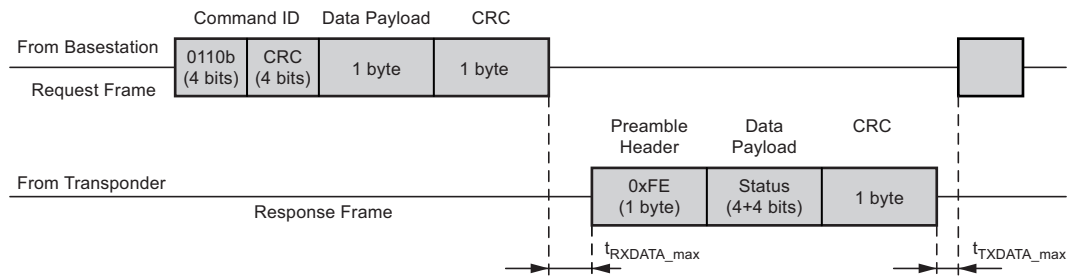 Command ID
Data Payload
CRC
From Basestation
0110b
(4 bits)
CRC
(4 bits)
1 byte
1 byte
Request Frame
Preamble
Header
Data
Payload
CRC
From Transponder
0xFE
(1 byte)
Status
(4+4 bits)
1 byte
Response Frame
tRXDATA_max
tTXDATA_max